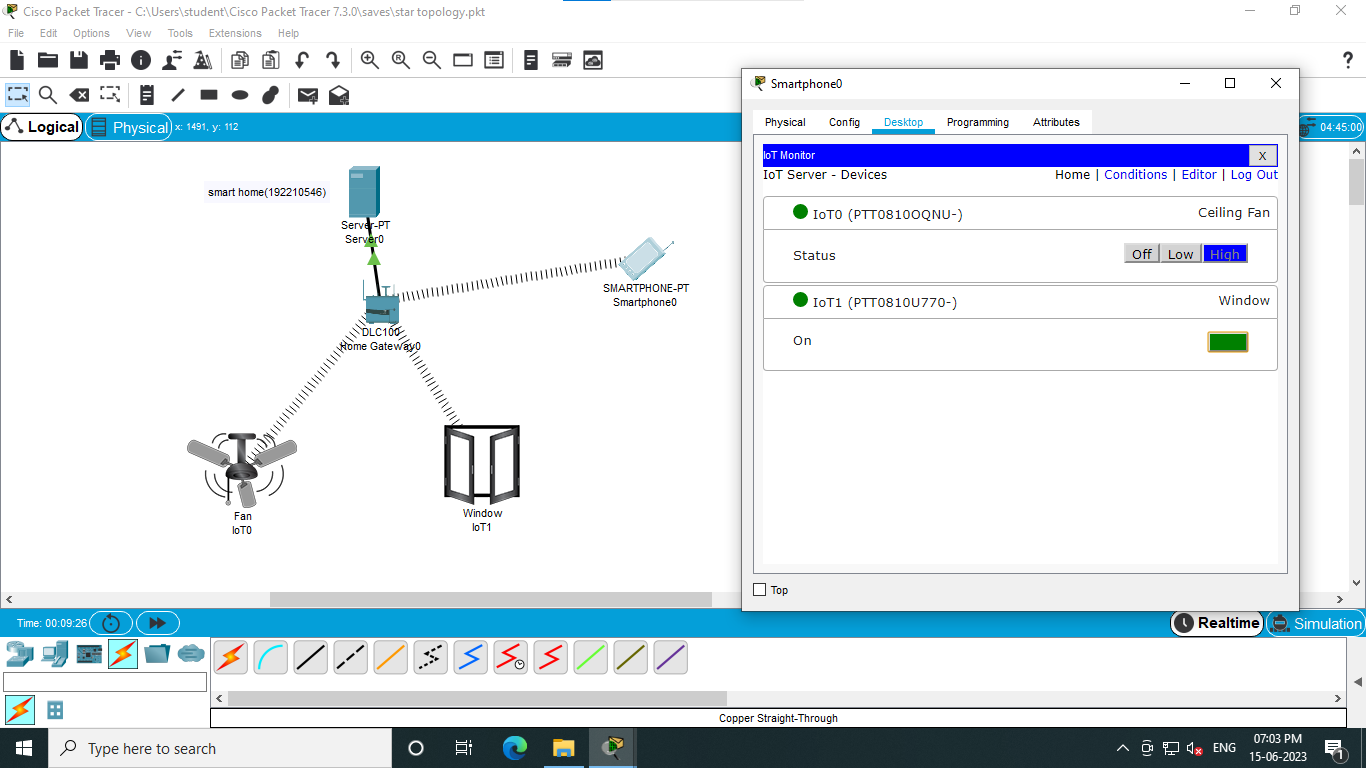 Cisco Packet Tracer - C:\Users\student\Cisco Packet Tracer 7.3.0\saves\star topology.pkt
File Edit Options View Tools Extensions Help
?
Logical Physical x: 1491, y: 112
04:45:00
smart home(192210546)
Server-PT
Server0
SMARTPHONE-PT
Smartphone0
DLC100
Home Gateway0
Fan
IoT0
Window
IoT1
Smartphone0
Physical Config Desktop Programming Attributes
IoT Monitor X
IoT Server - Devices Home | Conditions | Editor | Log Out
IoT0 (PTT0810OQNU-) Ceiling Fan
Status Off Low High
IoT1 (PTT0810U770-) Window
On
Top
Time: 00:09:26 Realtime Simulation
Copper Straight-Through
Type here to search
ENG
07:03 PM
15-06-2023
1